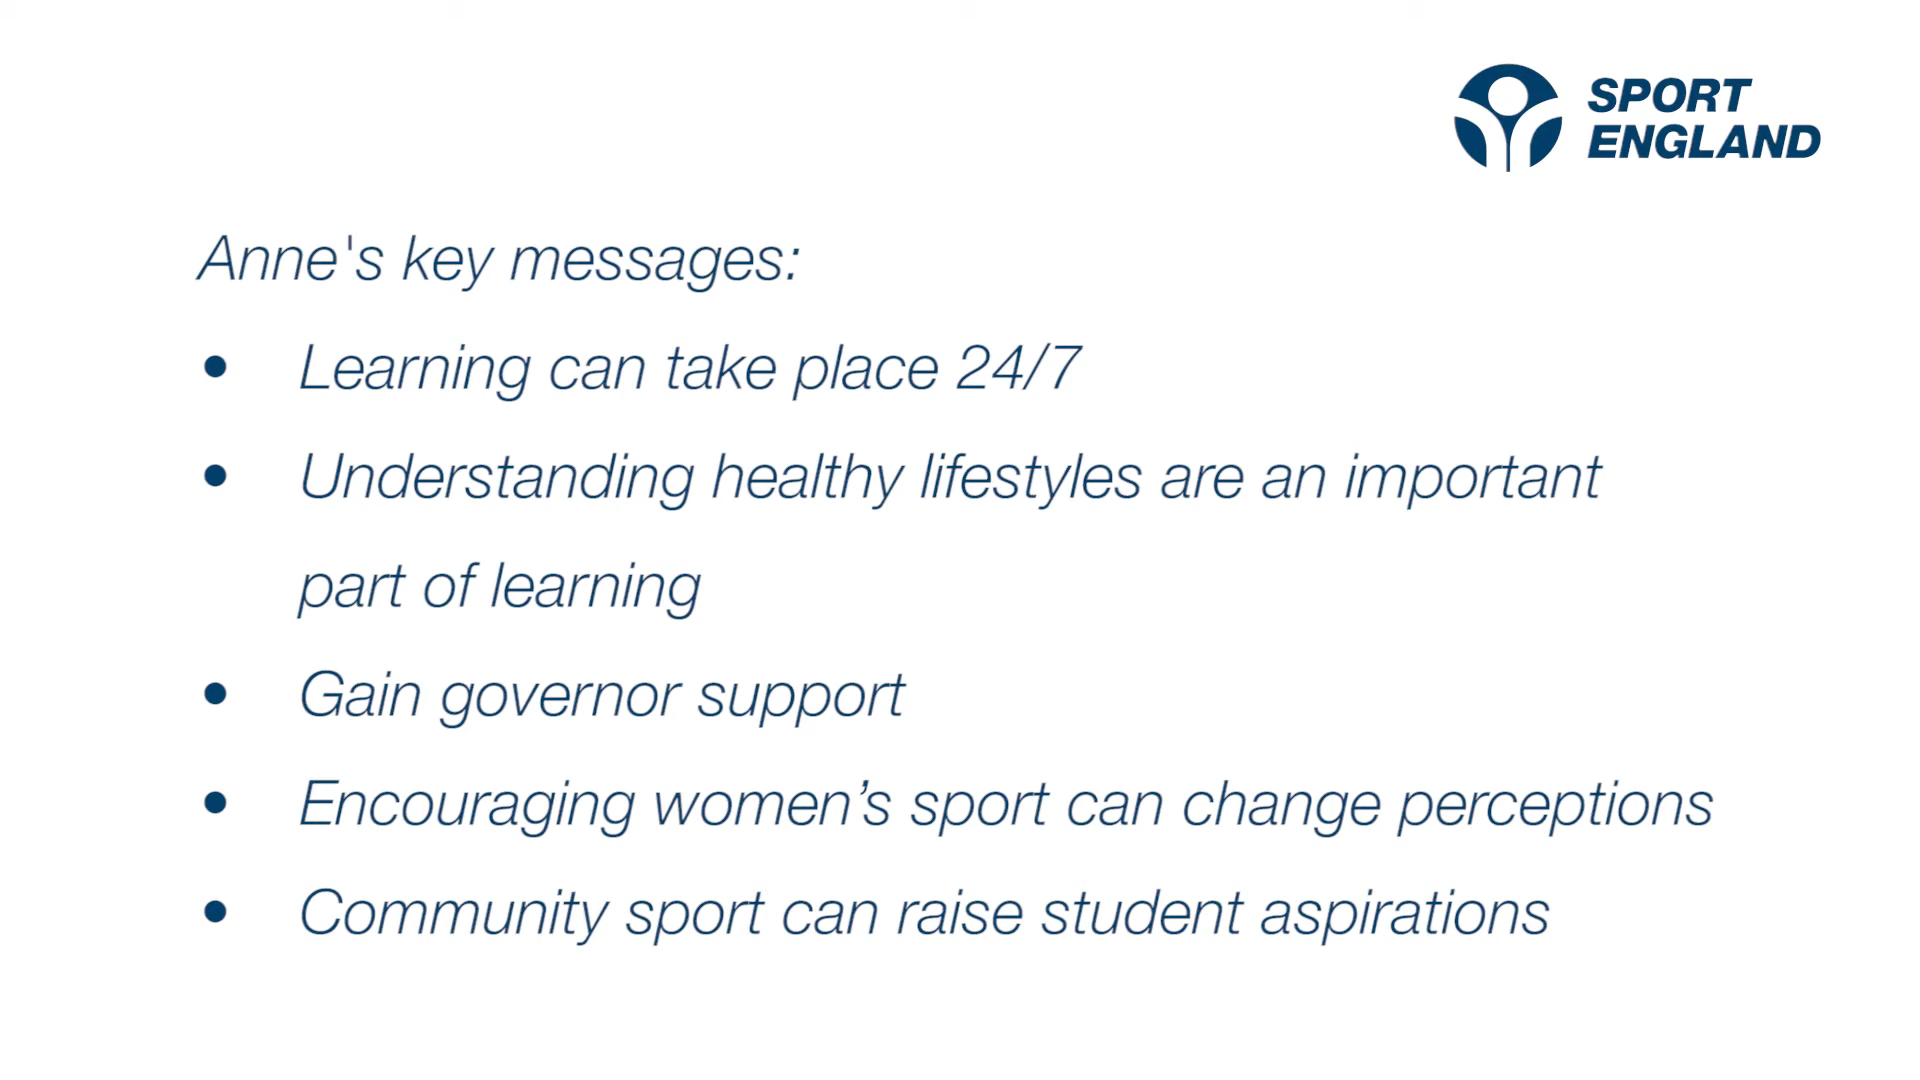 SPORT
ENGLAND
Anne's key messages:
• Learning can take place 24/7
• Understanding healthy lifestyles are an important
part of learning
• Gain governor support
• Encouraging women’s sport can change perceptions
• Community sport can raise student aspirations